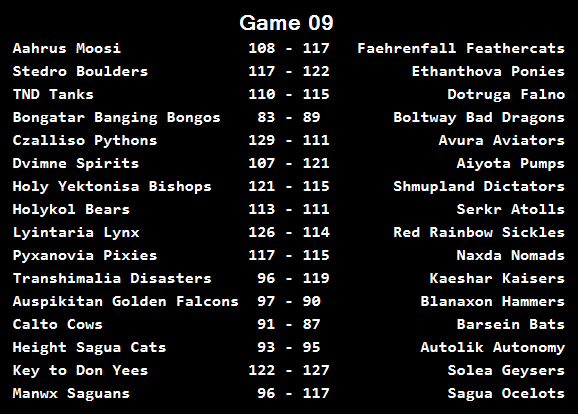 Game 09
Aahrus Moosi 108 - 117 Faehrenfall Feathercats
Stedro Boulders 117 - 122 Ethanthova Ponies
TND Tanks 110 - 115 Dotruga Falno
Bongatar Banging Bongos 83 - 89 Boltway Bad Dragons
Czalliso Pythons 129 - 111 Avura Aviators
Dvimne Spirits 107 - 121 Aiyota Pumps
Holy Yektonisa Bishops 121 - 115 Shmupland Dictators
Holykol Bears 113 - 111 Serkr Atolls
Lyintaria Lynx 126 - 114 Red Rainbow Sickles
Pyxanovia Pixies 117 - 115 Naxda Nomads
Transhimalia Disasters 96 - 119 Kaeshar Kaisers
Auspikitan Golden Falcons 97 - 90 Blanaxon Hammers
Calto Cows 91 - 87 Barsein Bats
Height Sagua Cats 93 - 95 Autolik Autonomy
Key to Don Yees 122 - 127 Solea Geysers
Manwx Saguans 96 - 117 Sagua Ocelots